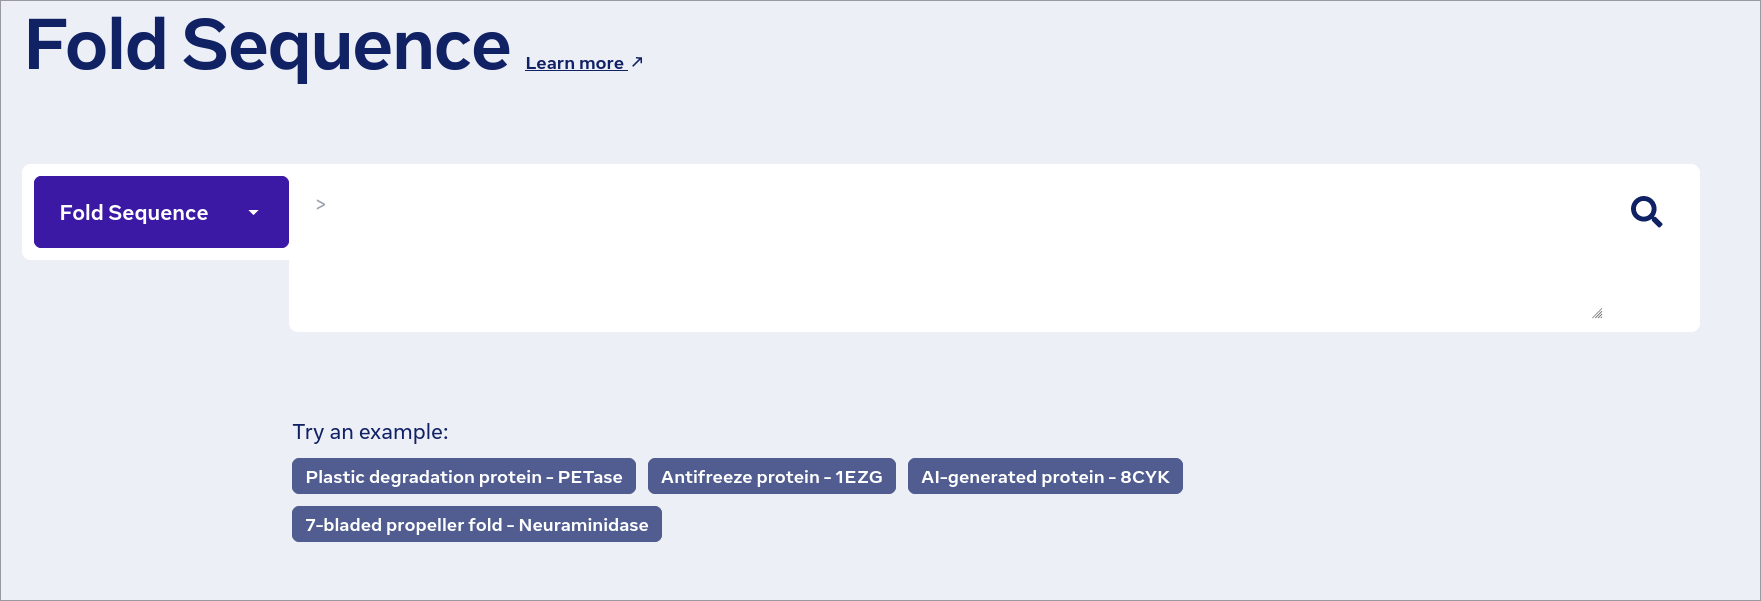 Fold Sequence Learn more ↗
Fold Sequence
>
Try an example:
Plastic degradation protein - PETase Antifreeze protein - 1EZG AI-generated protein - 8CYK
7-bladed propeller fold - Neuraminidase